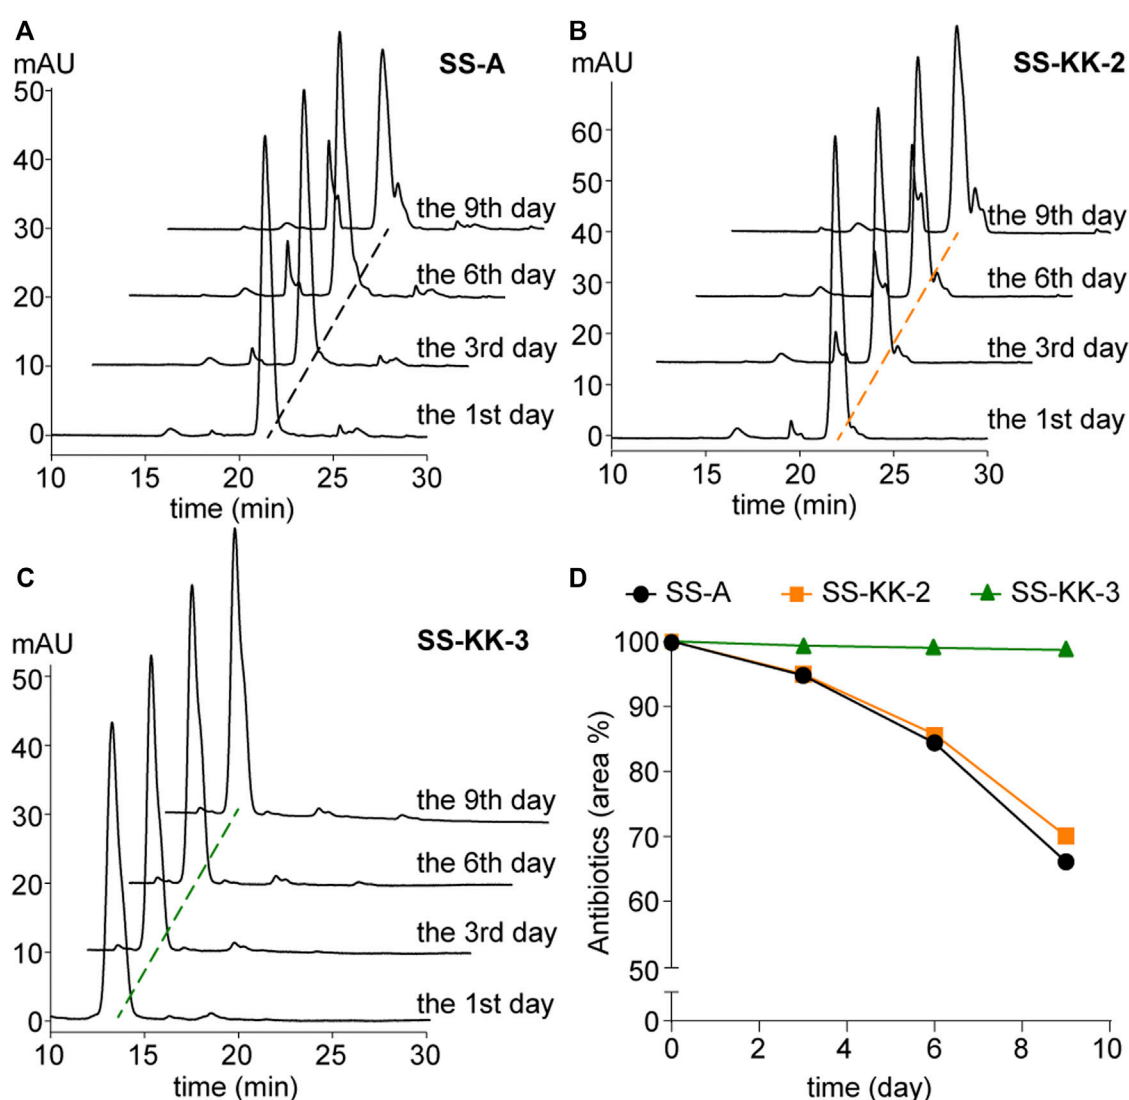 A
mAU
SS-A
50
40
30
20
10
0
the 9th day
the 6th day
the 3rd day
the 1st day
10 15 20 25 30
time (min)
B
mAU
SS-KK-2
60
50
40
30
20
10
0
the 9th day
the 6th day
the 3rd day
the 1st day
10 15 20 25 30
time (min)
C
mAU
SS-KK-3
50
40
30
20
10
0
the 9th day
the 6th day
the 3rd day
the 1st day
10 15 20 25 30
time (min)
D
SS-A SS-KK-2 SS-KK-3
Antibiotics (area %)
100
90
80
70
60
50
0
0 2 4 6 8 10
time (day)